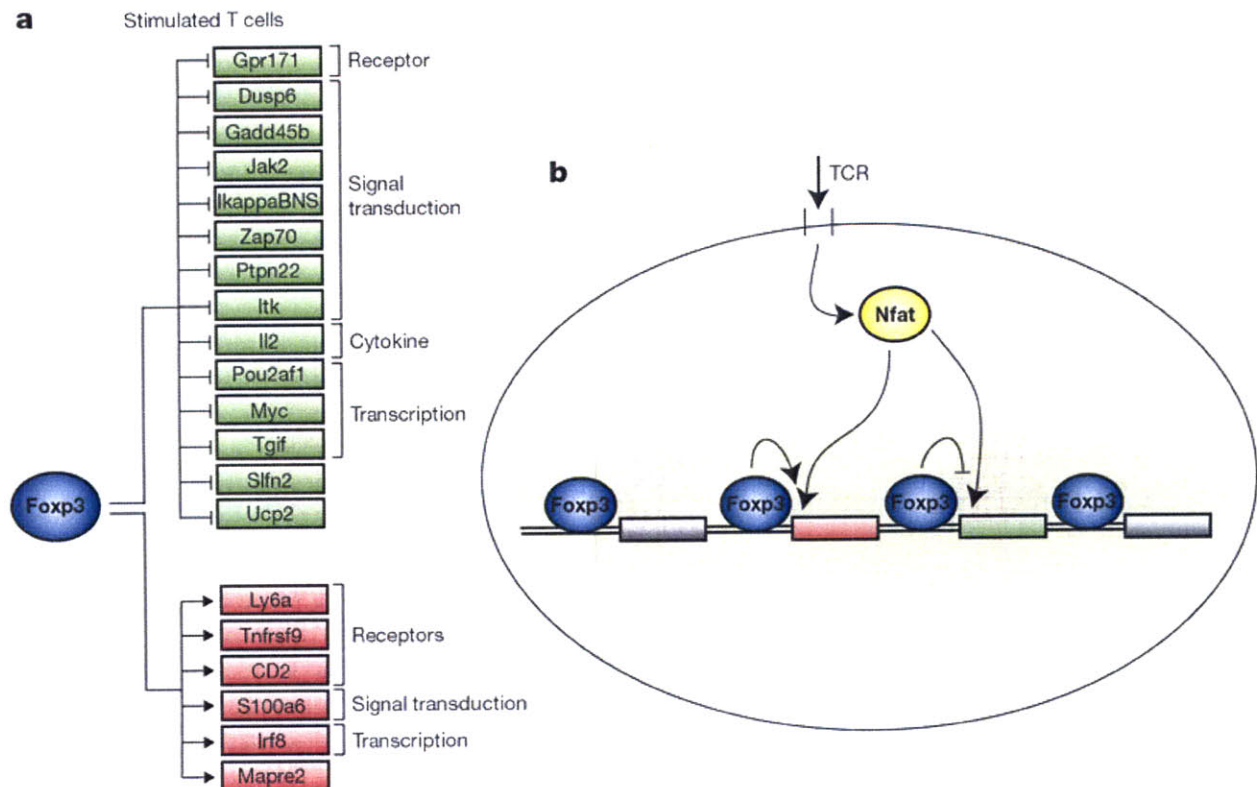 a
Stimulated T cells
Gpr171
Receptor
Dusp6
Gadd45b
Jak2
IkappaBNS
Zap70
Ptpn22
Itk
Signal
transduction
Il2
Cytokine
Pou2af1
Myc
Tgif
Transcription
Slfn2
Ucp2
Foxp3
Ly6a
Tnfrsf9
CD2
Receptors
S100a6
Signal transduction
Irf8
Transcription
Mapre2
b
TCR
Nfat
Foxp3
Foxp3
Foxp3
Foxp3